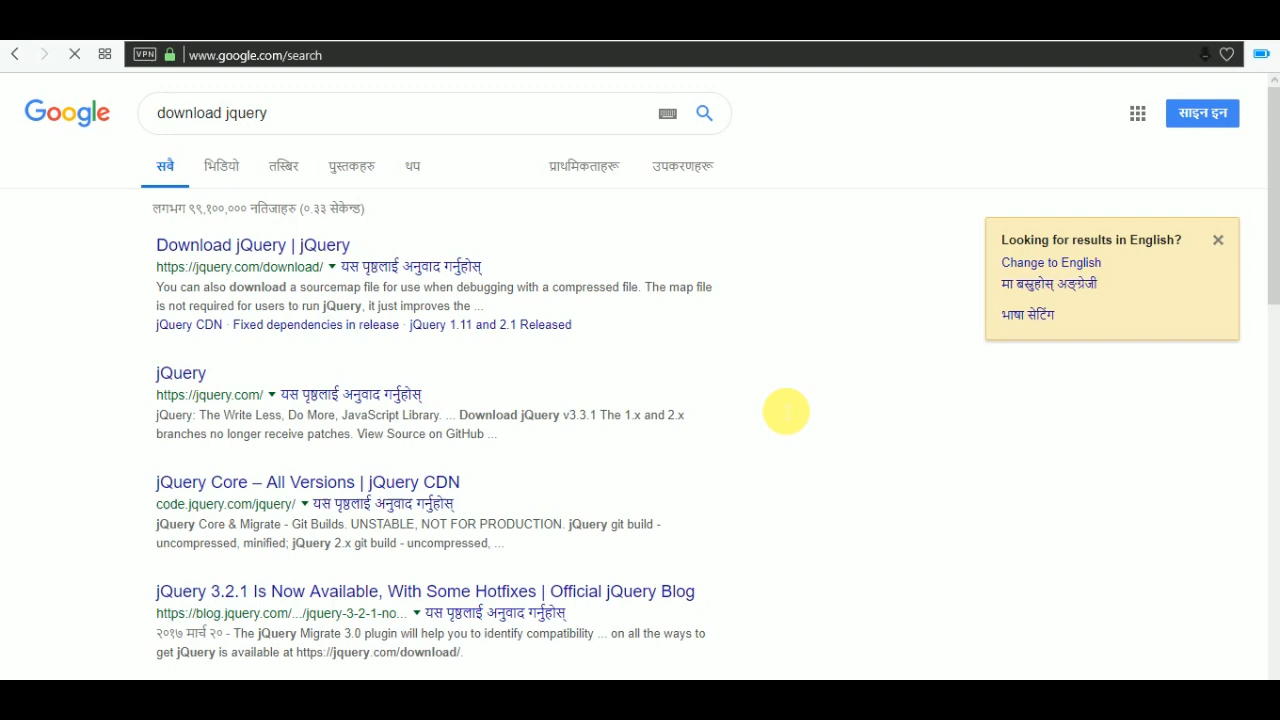 VPN www.google.com/search
Google download jquery साइन इन
सबै भिडियो तस्बिर पुस्तकहरु थप प्राथमिकताहरू उपकरणहरू
लगभग ९९,१००,००० नतिजाहरु (०.३३ सेकेन्ड)
Download jQuery | jQuery
https://jquery.com/download/ यस पृष्ठलाई अनुवाद गर्नुहोस्
You can also download a sourcemap file for use when debugging with a compressed file. The map file
is not required for users to run jQuery, it just improves the ...
jQuery CDN · Fixed dependencies in release · jQuery 1.11 and 2.1 Released
jQuery
https://jquery.com/ यस पृष्ठलाई अनुवाद गर्नुहोस्
jQuery: The Write Less, Do More, JavaScript Library. ... Download jQuery v3.3.1 The 1.x and 2.x
branches no longer receive patches. View Source on GitHub ...
jQuery Core – All Versions | jQuery CDN
code.jquery.com/jquery/ यस पृष्ठलाई अनुवाद गर्नुहोस्
jQuery Core & Migrate - Git Builds. UNSTABLE, NOT FOR PRODUCTION. jQuery git build -
uncompressed, minified; jQuery 2.x git build - uncompressed, ...
jQuery 3.2.1 Is Now Available, With Some Hotfixes | Official jQuery Blog
https://blog.jquery.com/.../jquery-3-2-1-no... यस पृष्ठलाई अनुवाद गर्नुहोस्
२०१७ मार्च २० - The jQuery Migrate 3.0 plugin will help you to identify compatibility ... on all the ways to
get jQuery is available at https://jquery.com/download/.
Looking for results in English?
Change to English
मा बस्नुहोस् अङ्ग्रेजी
भाषा सेटिंग